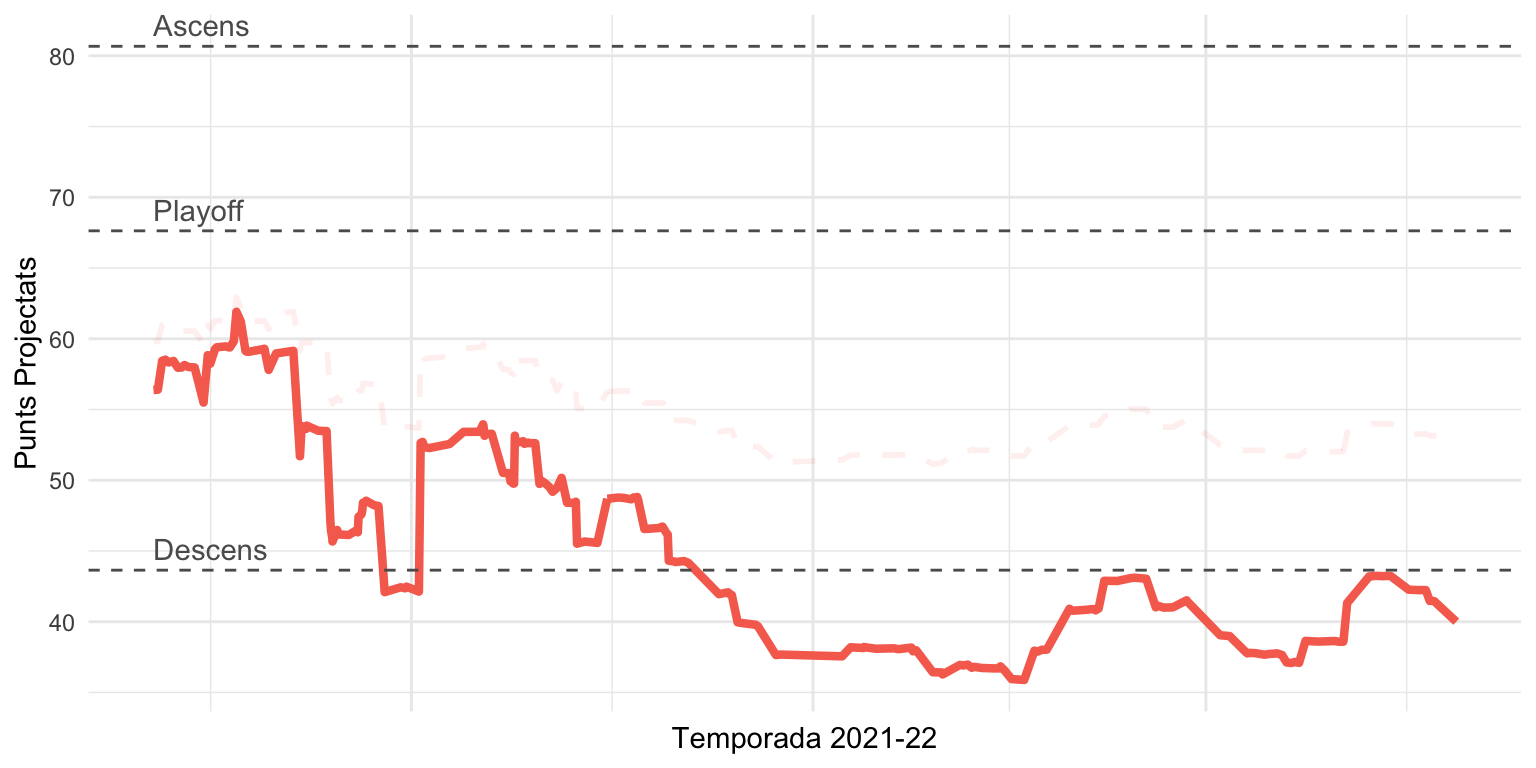 Ascens
80
70
Playoff
60
Punts Projectats
50
Descens
40
Temporada 2021-22